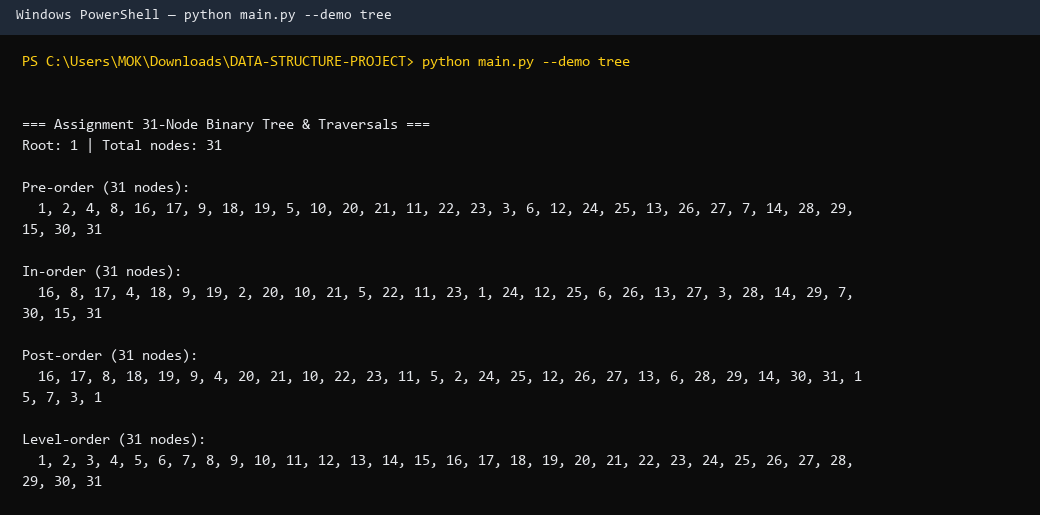 Windows PowerShell — python main.py --demo tree
PS C:\Users\MOK\Downloads\DATA-STRUCTURE-PROJECT> python main.py --demo tree
=== Assignment 31-Node Binary Tree & Traversals ===
Root: 1 | Total nodes: 31
Pre-order (31 nodes):
1, 2, 4, 8, 16, 17, 9, 18, 19, 5, 10, 20, 21, 11, 22, 23, 3, 6, 12, 24, 25, 13, 26, 27, 7, 14, 28, 29,
15, 30, 31
In-order (31 nodes):
16, 8, 17, 4, 18, 9, 19, 2, 20, 10, 21, 5, 22, 11, 23, 1, 24, 12, 25, 6, 26, 13, 27, 3, 28, 14, 29, 7,
30, 15, 31
Post-order (31 nodes):
16, 17, 8, 18, 19, 9, 4, 20, 21, 10, 22, 23, 11, 5, 2, 24, 25, 12, 26, 27, 13, 6, 28, 29, 14, 30, 31, 1
5, 7, 3, 1
Level-order (31 nodes):
1, 2, 3, 4, 5, 6, 7, 8, 9, 10, 11, 12, 13, 14, 15, 16, 17, 18, 19, 20, 21, 22, 23, 24, 25, 26, 27, 28,
29, 30, 31